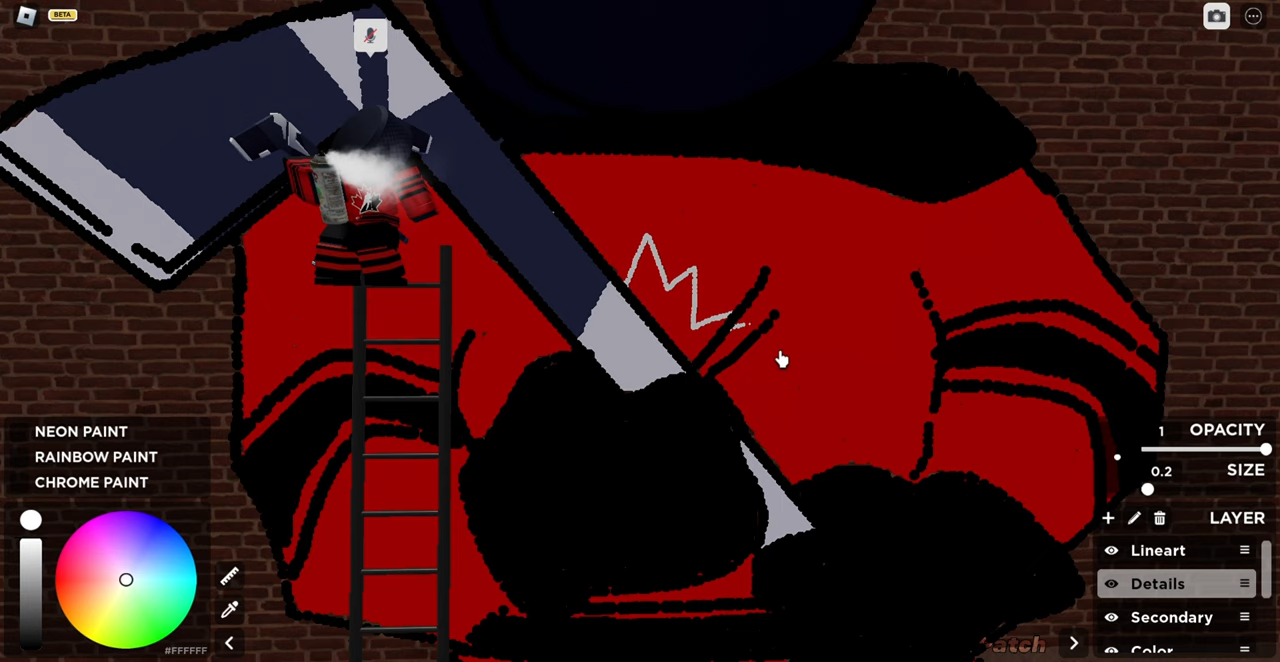 BETA
NEON PAINT
RAINBOW PAINT
CHROME PAINT
#FFFFFF
1 OPACITY
0.2 SIZE
LAYER
Lineart
Details
Secondary
Color